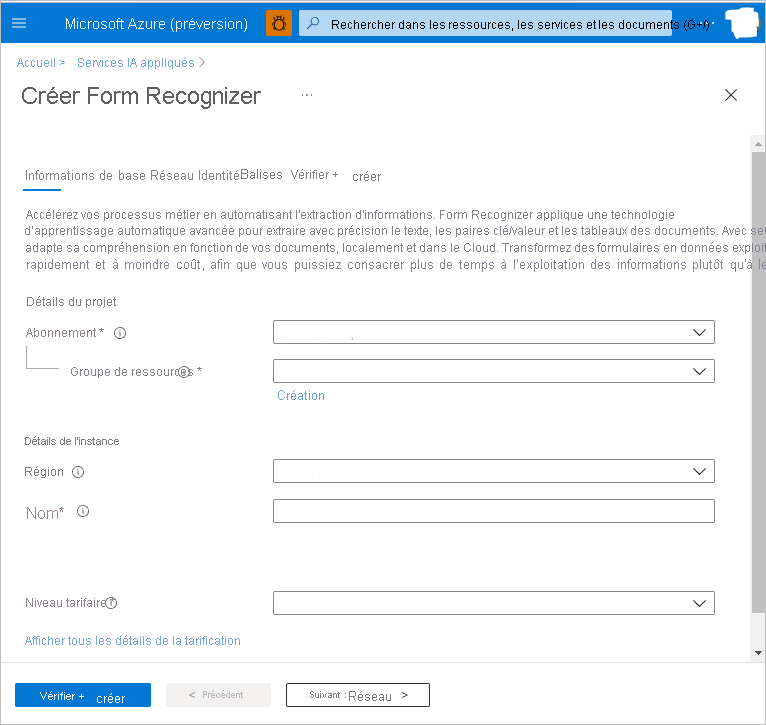 Microsoft Azure (préversion)
Rechercher dans les ressources, les services et les documents (G+/)
Accueil > Services IA appliqués >
Créer Form Recognizer ...
Informations de base Réseau Identité Balises Vérifier + créer
Accélérez vos processus métier en automatisant l'extraction d'informations. Form Recognizer applique une technologie
d'apprentissage automatique avancée pour extraire avec précision le texte, les paires clé/valeur et les tableaux des documents. Avec seu
adapte sa compréhension en fonction de vos documents, localement et dans le Cloud. Transformez des formulaires en données exploit
rapidement et à moindre coût, afin que vous puissiez consacrer plus de temps à l'exploitation des informations plutôt qu'à le
Détails du projet
Abonnement *
Groupe de ressources *
Création
Détails de l'instance
Région
Nom*
Niveau tarifaire
Afficher tous les détails de la tarification
Vérifier + créer
< Précédent
Suivant : Réseau >